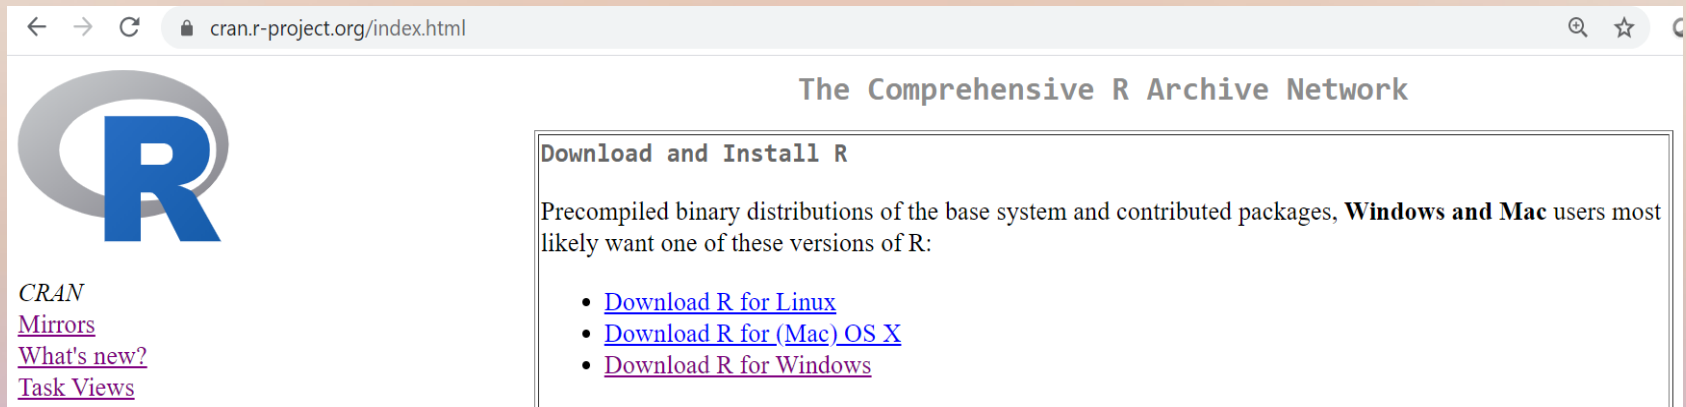 cran.r-project.org/index.html
R
The Comprehensive R Archive Network
Download and Install R
Precompiled binary distributions of the base system and contributed packages, Windows and Mac users most
likely want one of these versions of R:
• Download R for Linux
• Download R for (Mac) OS X
• Download R for Windows
CRAN
Mirrors
What's new?
Task Views